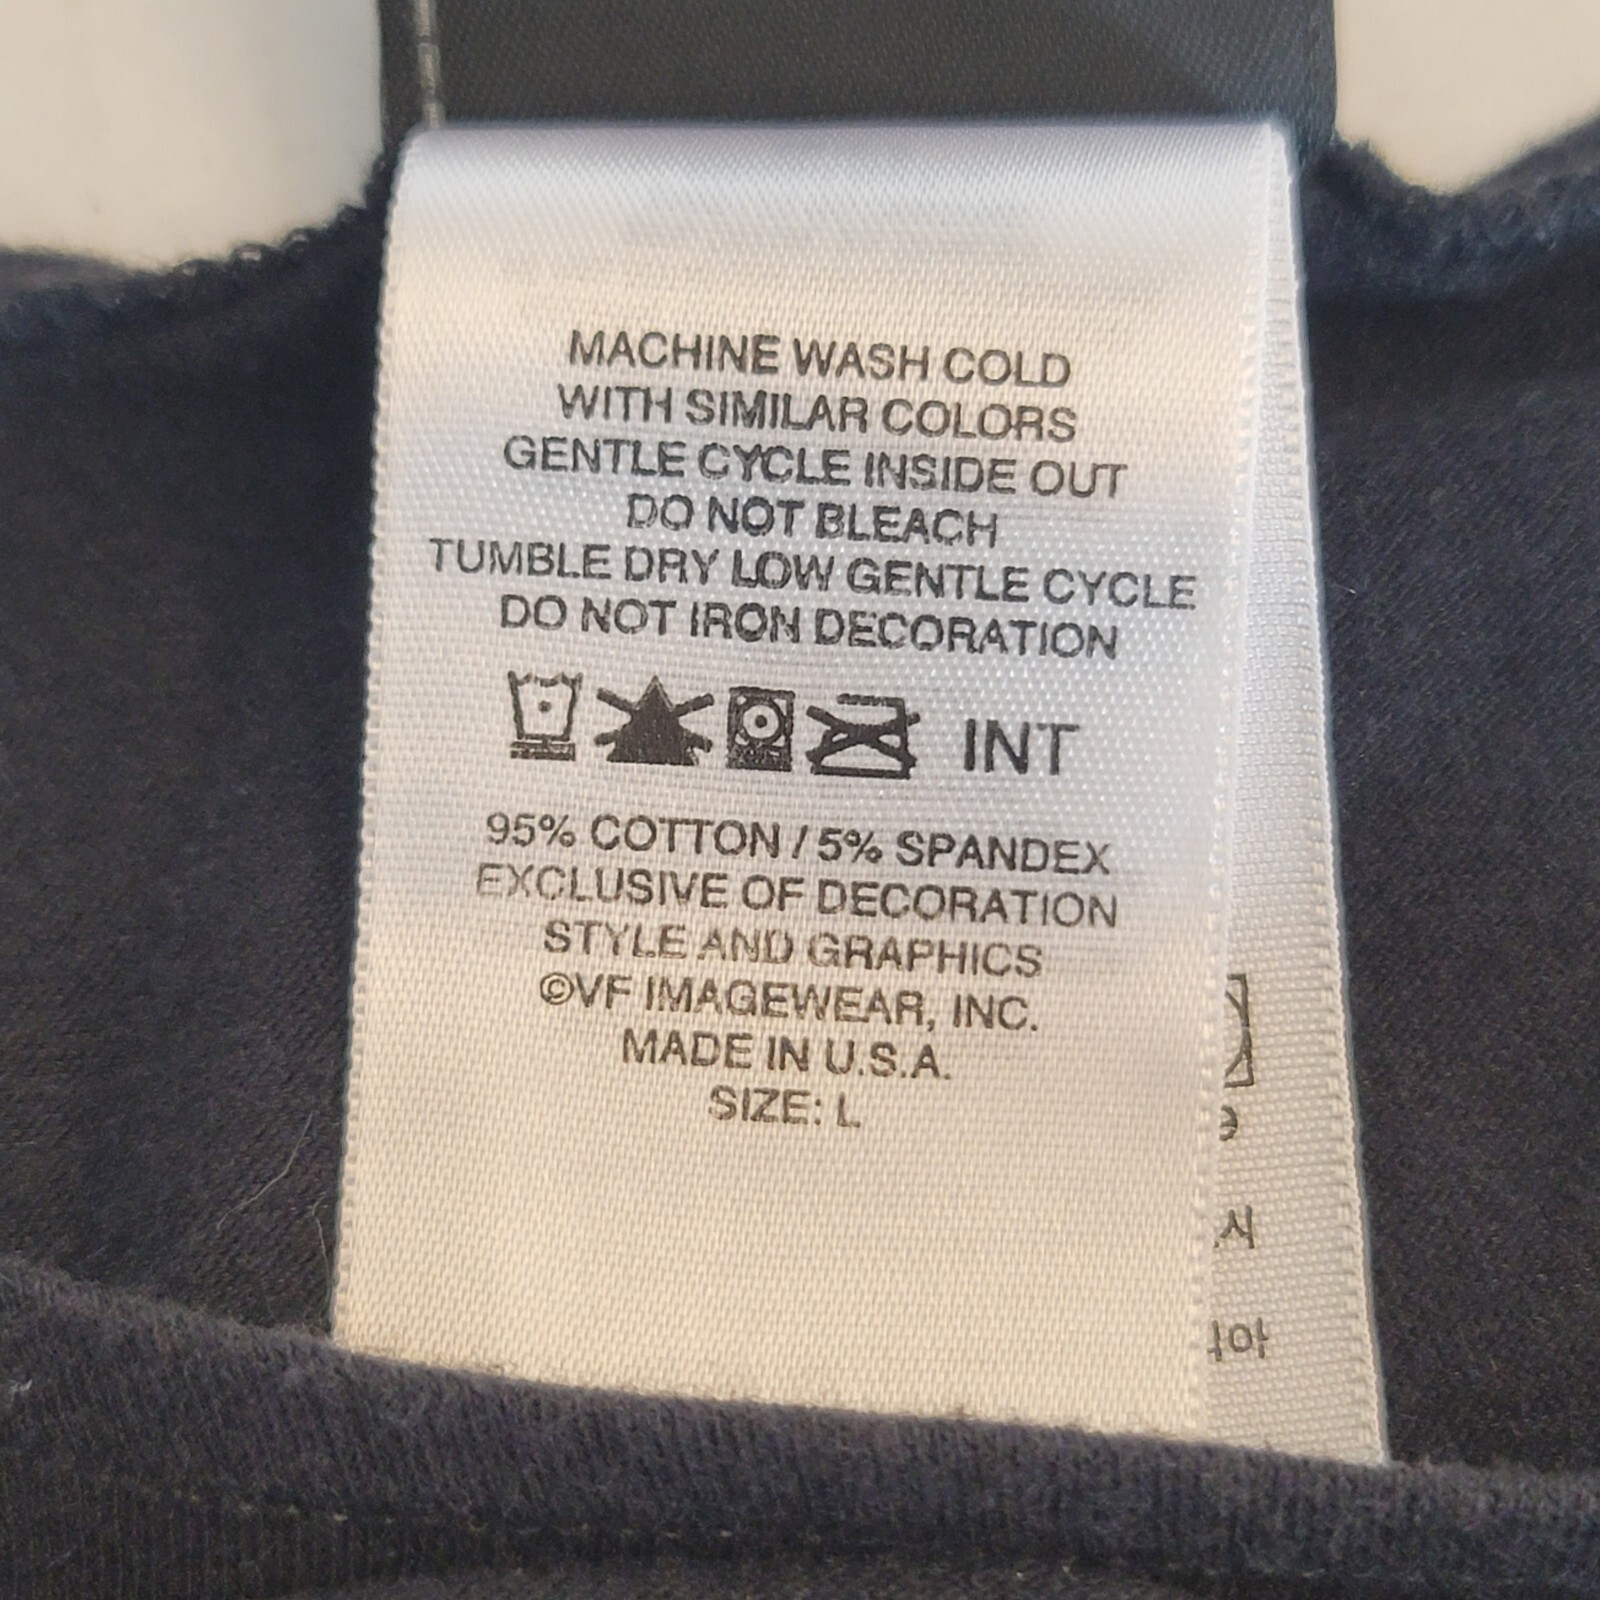 MACHINE WASH COLD
WITH SIMILAR COLORS
GENTLE CYCLE INSIDE OUT
DO NOT BLEACH
TUMBLE DRY LOW GENTLE CYCLE
DO NOT IRON DECORATION
INT
95% COTTON / 5% SPANDEX
EXCLUSIVE OF DECORATION
STYLE AND GRAPHICS
©VF IMAGEWEAR, INC.
MADE IN U.S.A.
SIZE: L